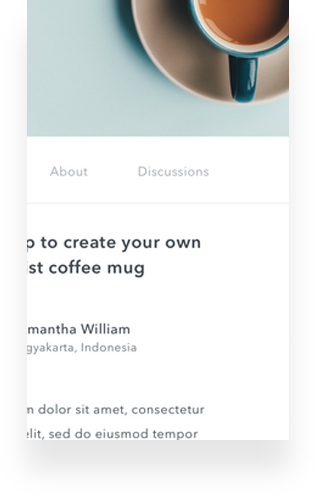 About Discussions
p to create your own
st coffee mug
mantha William
gyakarta, Indonesia
m dolor sit amet, consectetur
elit, sed do eiusmod tempor